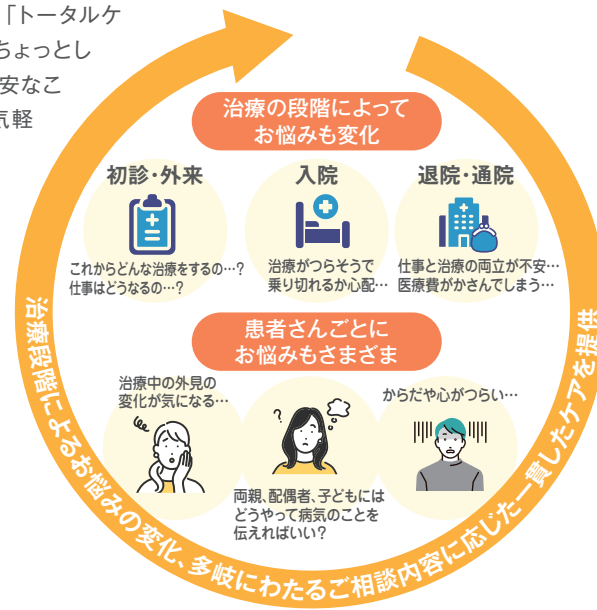 「トータルケ
ちょっとし
安なこ
気軽
治療の段階によって
お悩みも変化
初診・外来
入院
退院・通院
これからどんな治療をするの…?
仕事はどうなるの…?
治療がつらそうで
乗り切れるか心配…
仕事と治療の両立が不安…
医療費がかさんでしまう…
患者さんごとに
お悩みもさまざま
治療中の外見の
変化が気になる…
?
からだや心がつらい…
両親、配偶者、子どもには
どうやって病気のことを
伝えればいい?
治療段階によるお悩みの変化、多岐にわたるご相談内容に応じた一貫したケアを提供